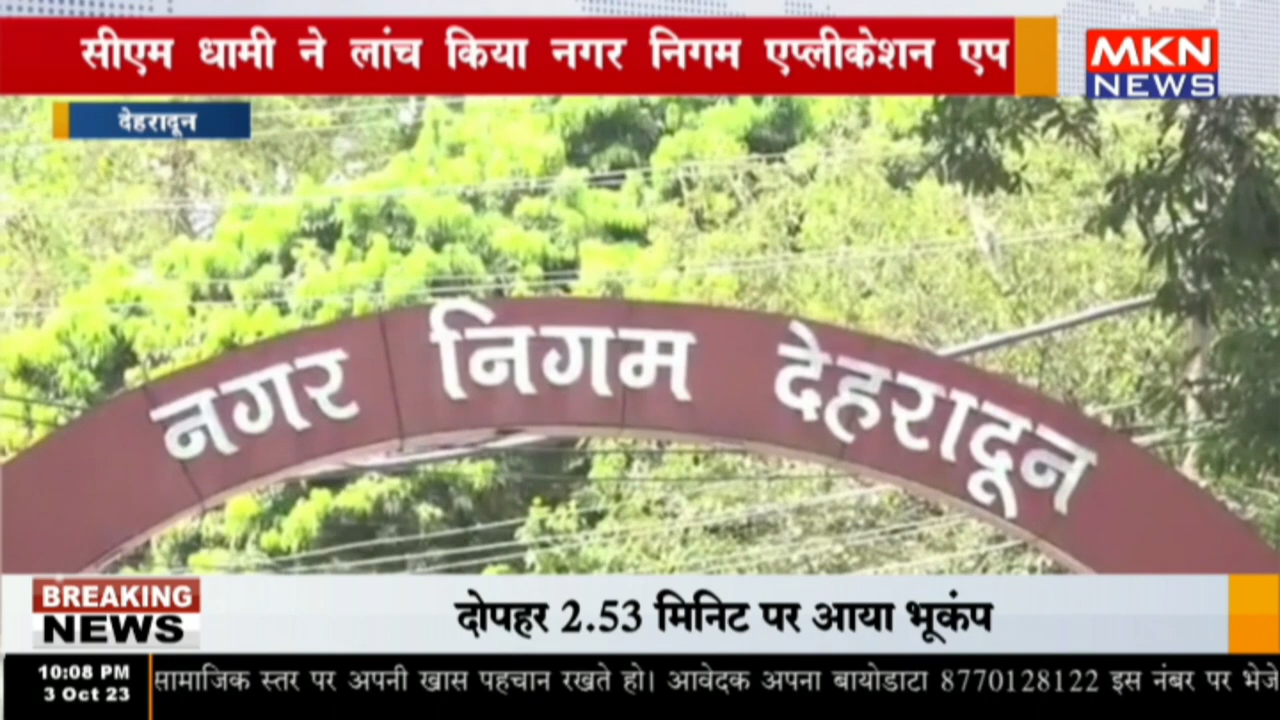 सीएम धामी ने लांच किया नगर निगम एप्लीकेशन एप
MKN
NEWS
देहरादून
नगर निगम देहरादून
BREAKING
NEWS
दोपहर 2.53 मिनिट पर आया भूकंप
10:08 PM
3 Oct 23
सामाजिक स्तर पर अपनी खास पहचान रखते हो। आवेदक अपना बायोडाटा 8770128122 इस नंबर पर भेजे